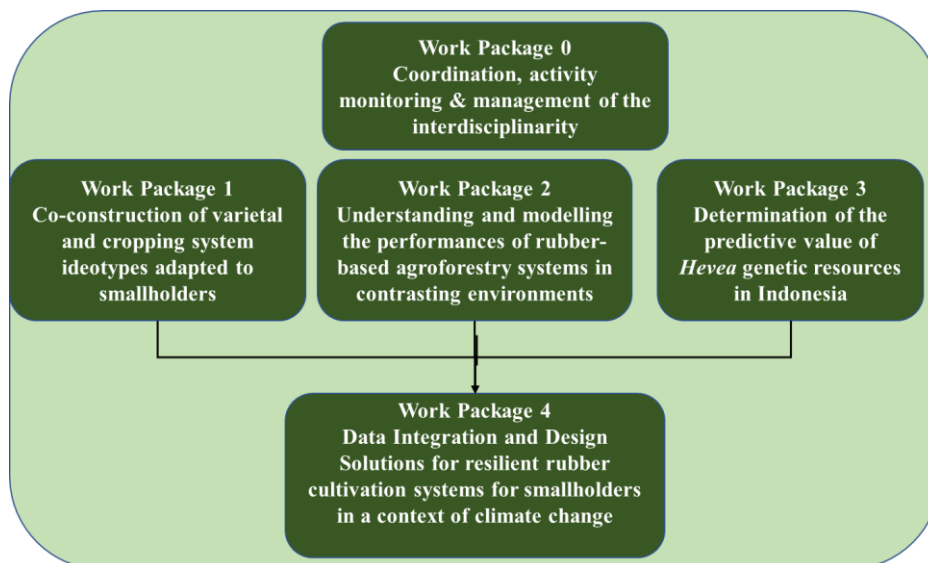 Work Package 0
Coordination, activity
monitoring & management of the
interdisciplinarity
Work Package 1
Co-construction of varietal
and cropping system
ideotypes adapted to
smallholders
Work Package 2
Understanding and modelling
the performances of rubber-
based agroforestry systems in
contrasting environments
Work Package 3
Determination of the
predictive value of
Hevea genetic resources
in Indonesia
Work Package 4
Data Integration and Design
Solutions for resilient rubber
cultivation systems for smallholders
in a context of climate change